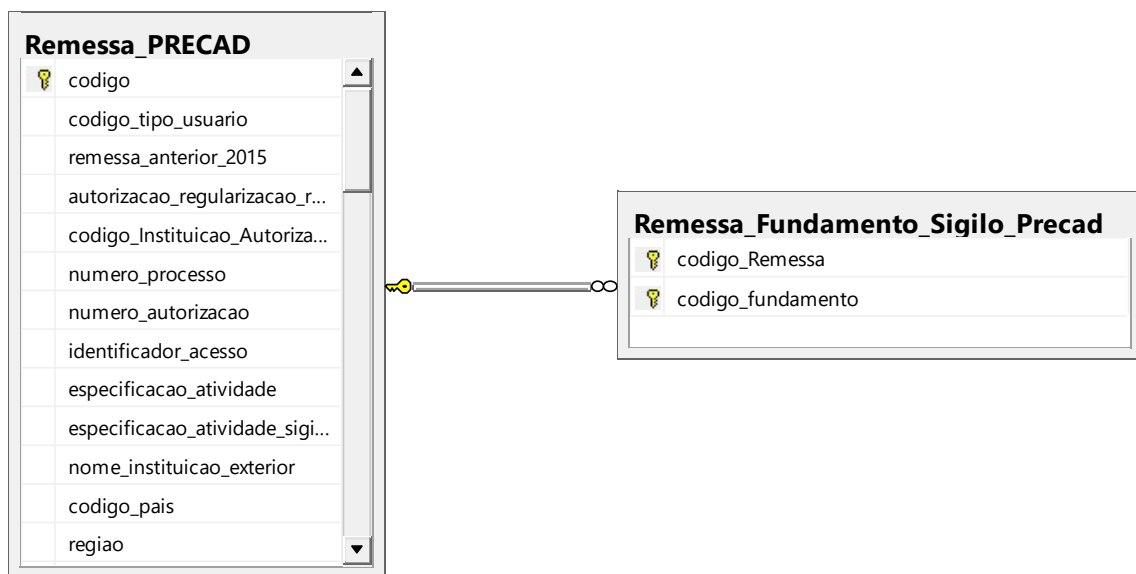 Remessa_PRECAD
codigo
codigo_tipo_usuario
remessa_anterior_2015
autorizacao_regularizacao_r...
codigo_Instituicao_Autoriza...
numero_processo
numero_autorizacao
identificador_acesso
especificacao_atividade
especificacao_atividade_sigi...
nome_instituicao_exterior
codigo_pais
regiao
Remessa_Fundamento_Sigilo_Precad
codigo_Remessa
codigo_fundamento